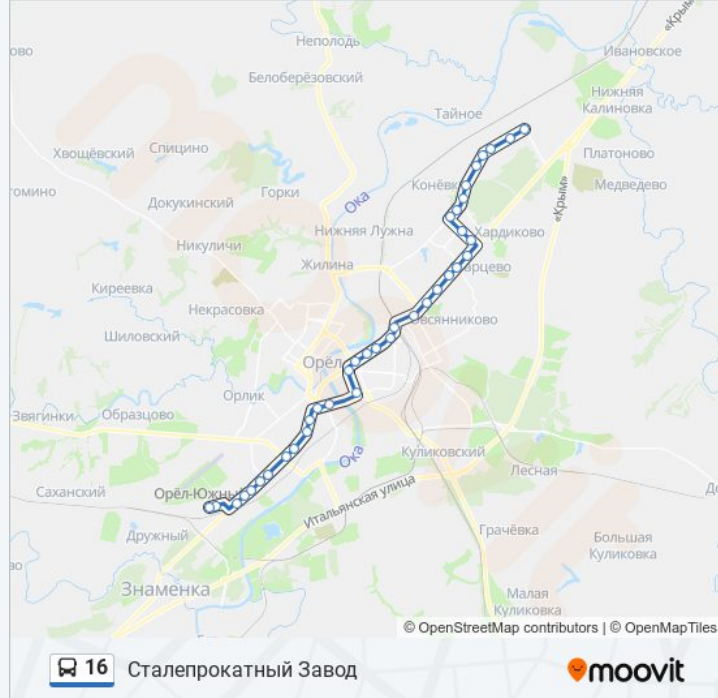 «Крым»
ово
Неполодь
Ивановское
Белоберёзовский
Нижняя
Калиновка
Тайное
Хвощёвский
Спицино
Платоново
томино
Горки
Конёвка
Медведево
Докукинский
Ока
«Крым»
Нижняя Лужна
Хардиково
Никуличи
Жилина
Киреевка
Некрасовка
Овсянниково
Шиловский
Орёл
Орлик
Звягинки
Образцово
Ока
Куликовский
Лесная
Саханский
Орёл-Южный
Итальянская улица
Грачёвка
Дружный
Большая
Куликовка
Знаменка
Малая
Куликовка
© OpenStreetMap contributors | © OpenMapTiles
16 Сталепрокатный Завод
moovit